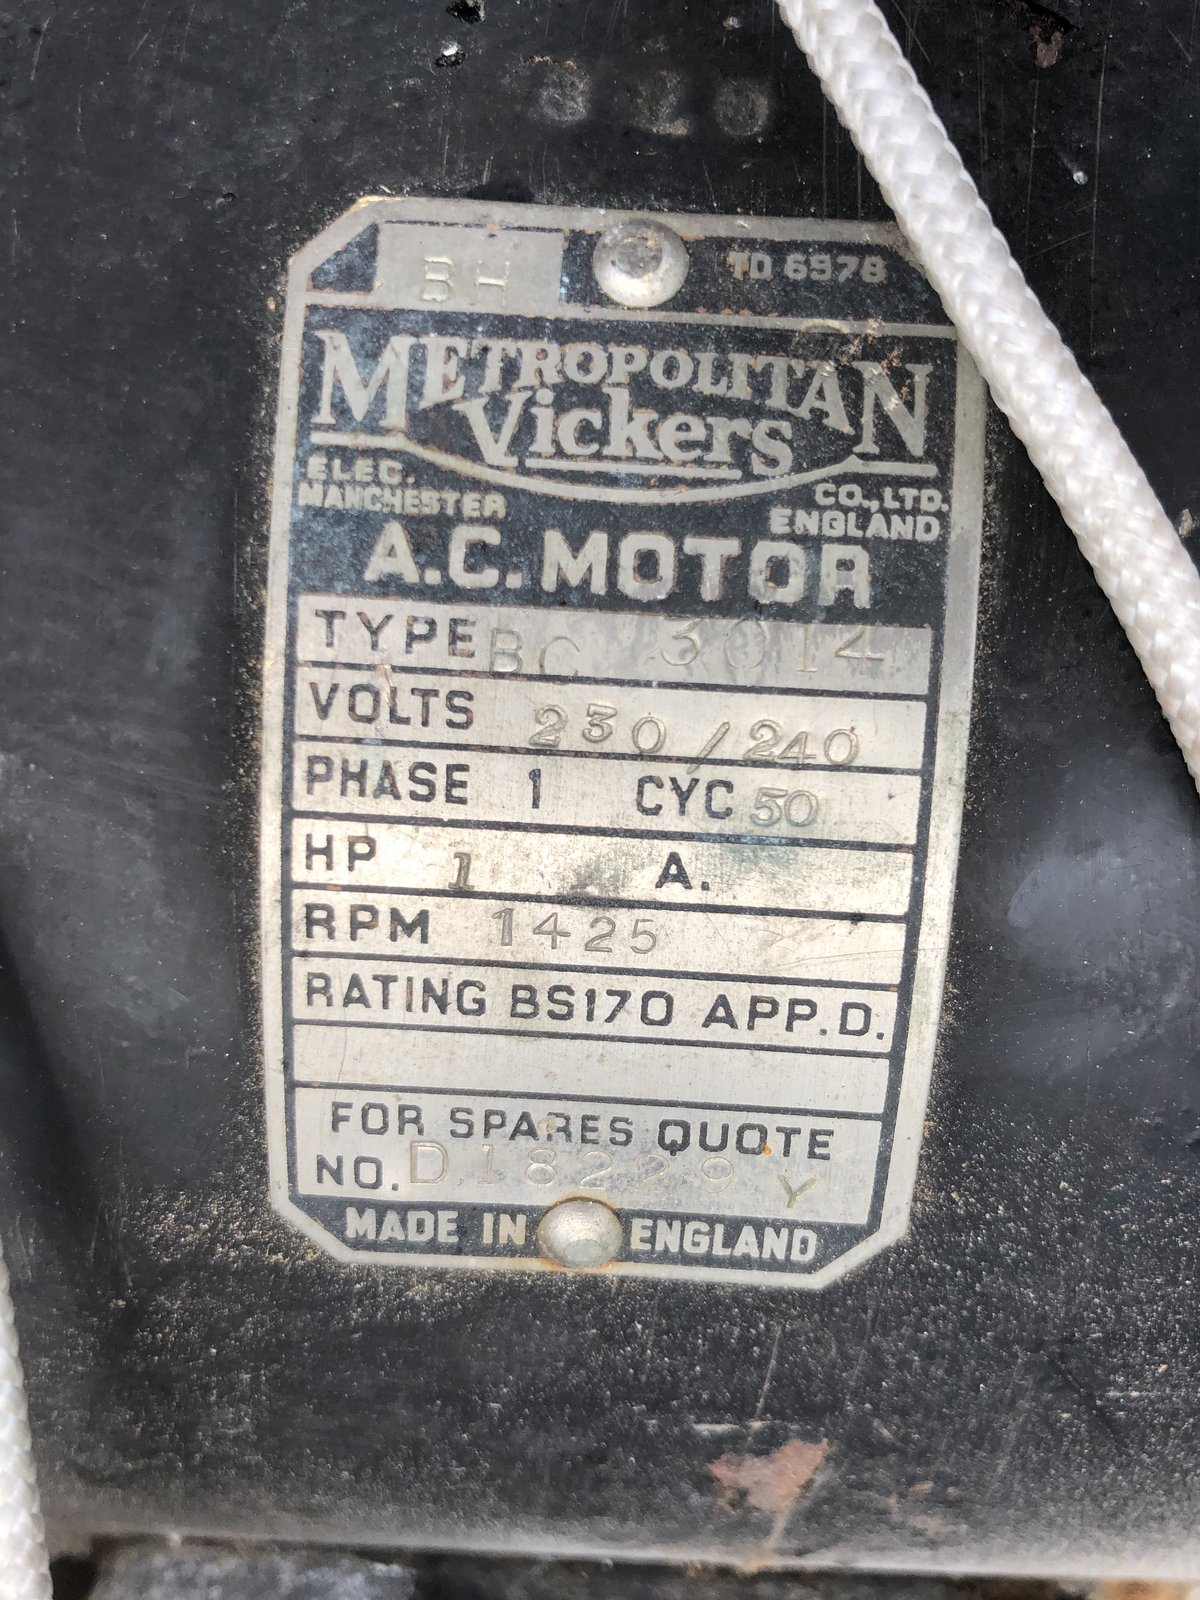 BH TD 6978
METROPOLITAN
Vickers
ELEC. CO., LTD.
MANCHESTER ENGLAND
A.C. MOTOR
TYPE BC 3014
VOLTS 230/240
PHASE 1 CYC 50
HP 1 A.
RPM 1425
RATING BS170 APP.D.
FOR SPARES QUOTE
NO. D.18229 Y
MADE IN ENGLAND